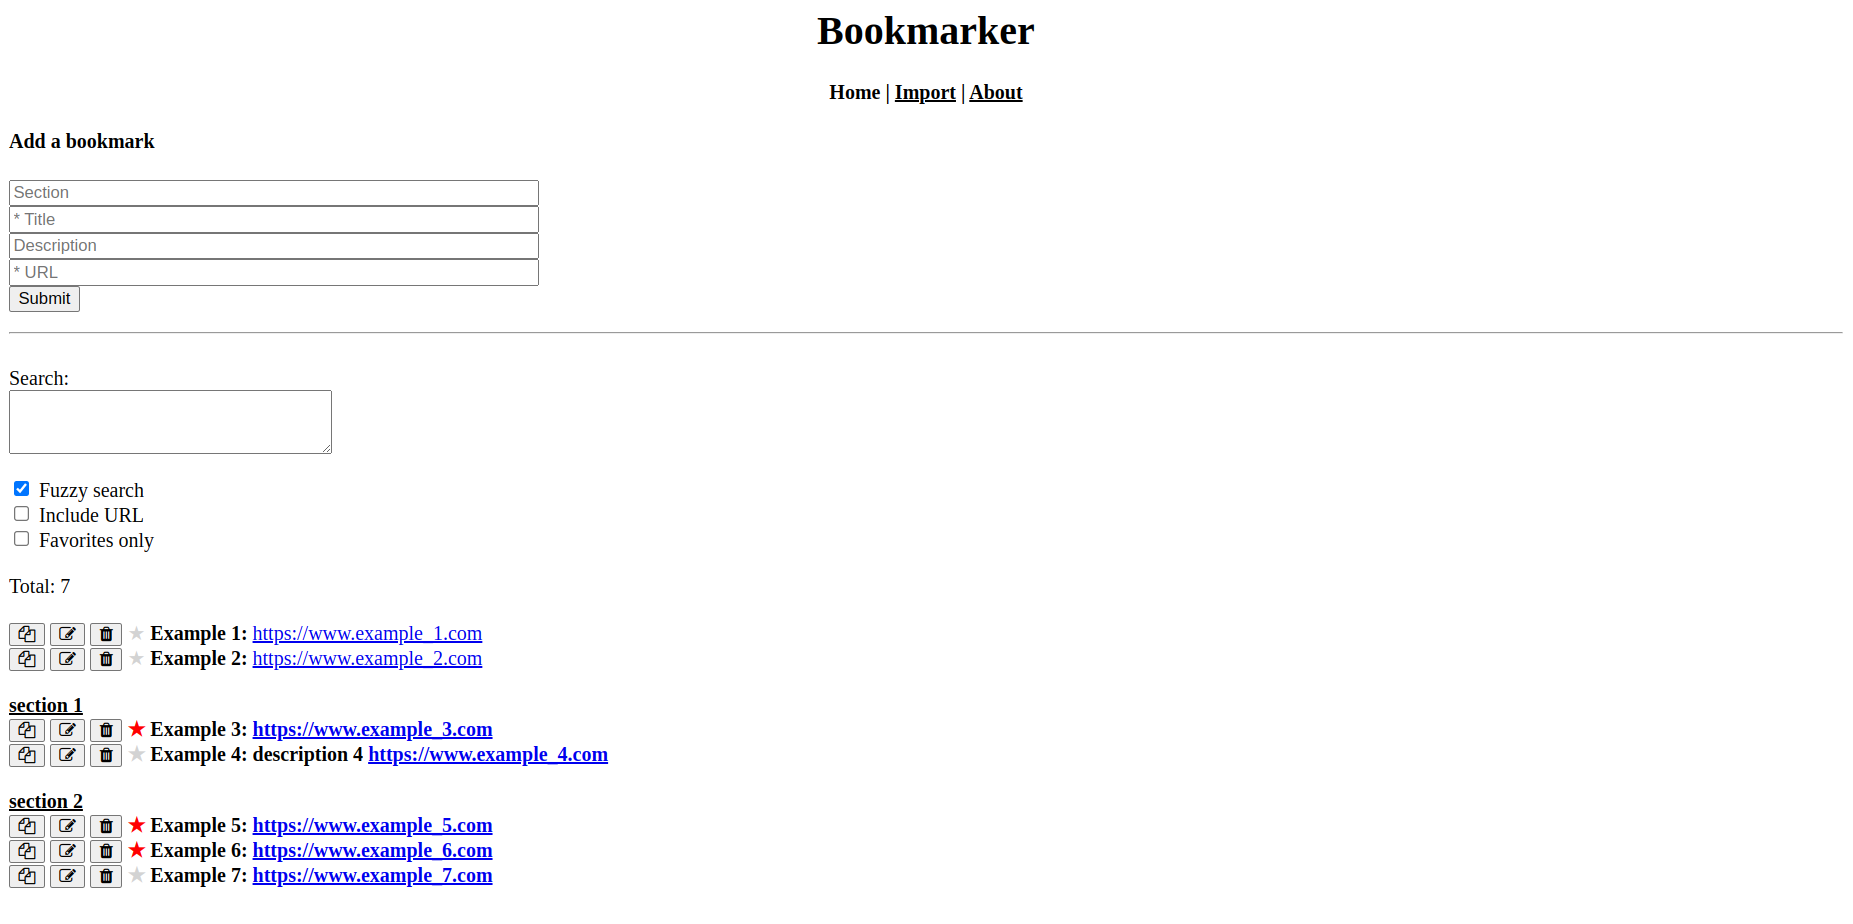 Bookmarker
Home | Import | About
Add a bookmark
Section
* Title
Description
* URL
Submit
Search:
Fuzzy search
Include URL
Favorites only
Total: 7
Example 1: https://www.example_1.com
Example 2: https://www.example_2.com
section 1
Example 3: https://www.example_3.com
Example 4: description 4 https://www.example_4.com
section 2
Example 5: https://www.example_5.com
Example 6: https://www.example_6.com
Example 7: https://www.example_7.com